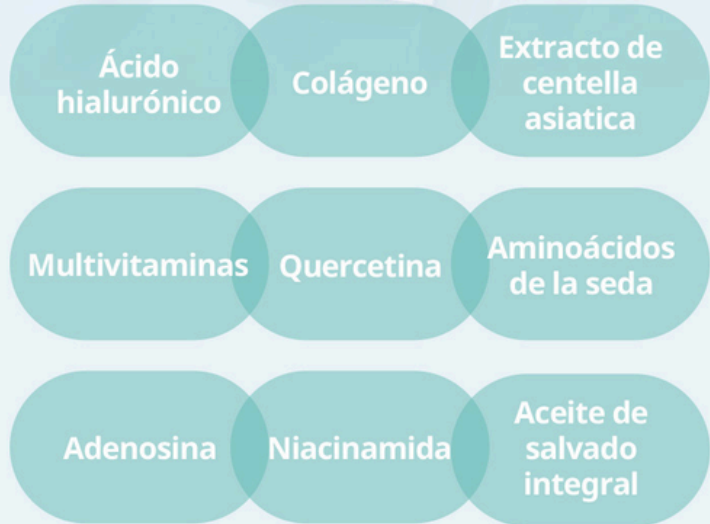 Ácido
hialurónico
Colágeno
Extracto de
centella
asiatica
Multivitaminas
Quercetina
Aminoácidos
de la seda
Adenosina
Niacinamida
Aceite de
salvado
integral